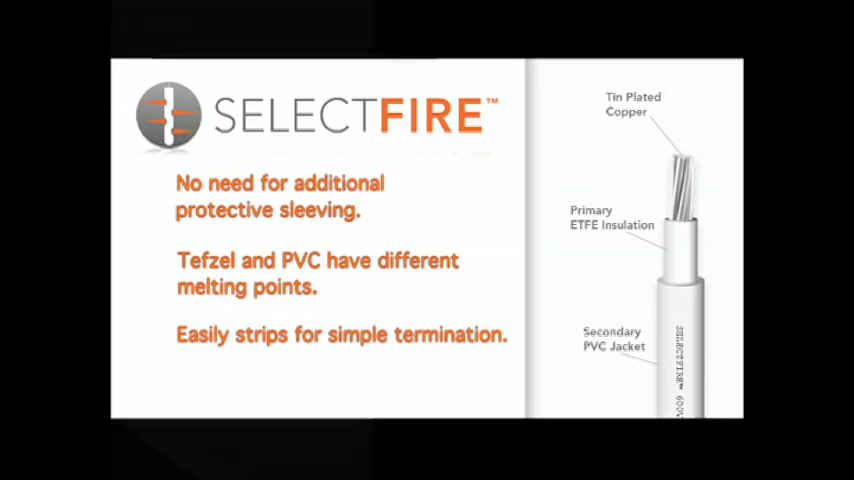 SELECTFIRE™
No need for additional
protective sleeving.
Tefzel and PVC have different
melting points.
Easily strips for simple termination.
Tin Plated
Copper
Primary
ETFE Insulation
Secondary
PVC Jacket
SELECTFIRE™ 600V